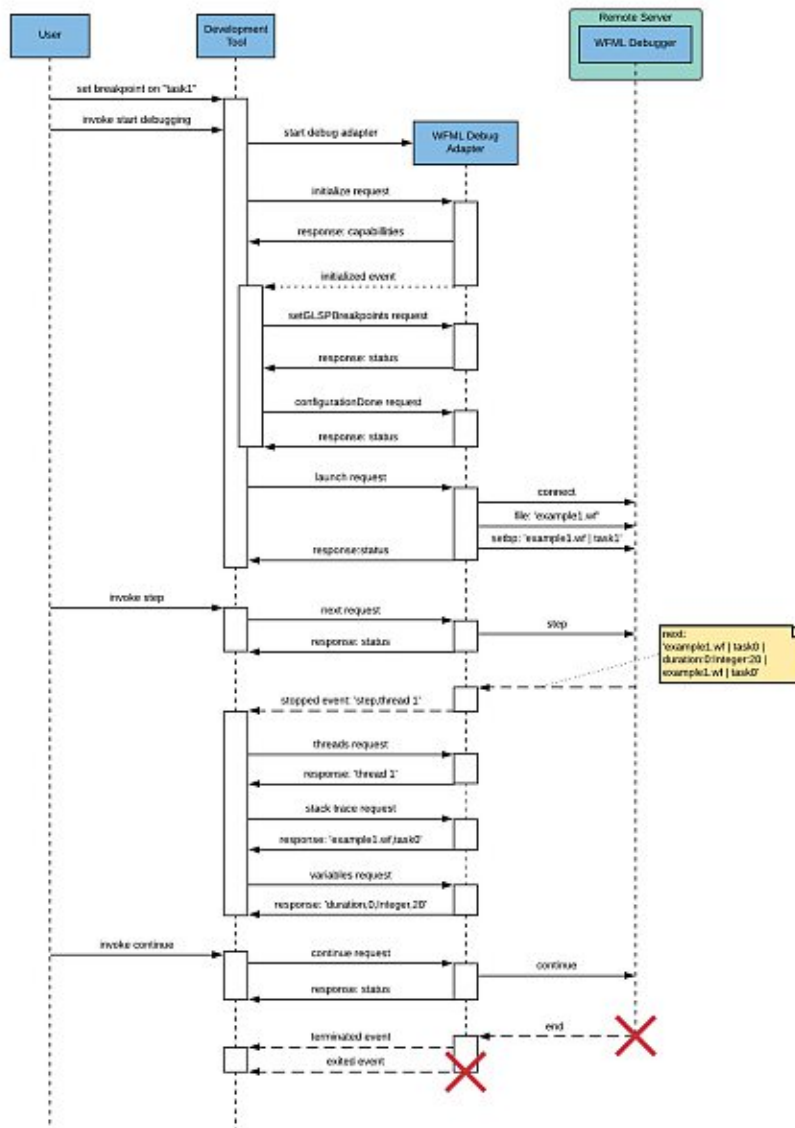 Remote Server
User
Development
Tool
WFML Debugger
set breakpoint on "task1"
invoke start debugging
start debug adapter
WFML Debug
Adapter
initialize request
response: capabillities
initialized event
setGLSPBreakpoints request
response: status
configurationDone request
response: status
launch request
connect
file: 'example1.wf'
setbp: 'example1.wf | task1'
response:status
invoke step
next request
step
response: status
next:
'example1.wf | task0 |
duration:0:Integer:20 |
example1.wf | task0'
stopped event: 'step,thread 1'
threads request
response: 'thread 1'
stack trace request
response: 'example1.wf,task0'
variables request
response: 'duration,0,Integer,20'
invoke continue
continue request
continue
response: status
end
terminated event
exited event